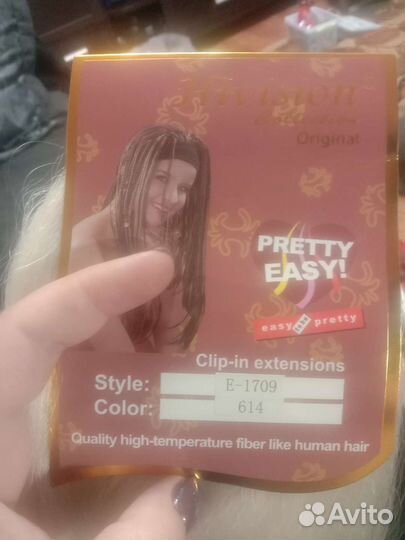 Collection
Original
PRETTY
EASY!
easy pretty
Clip-in extensions
Style: E-1709
Color: 614
Quality high-temperature fiber like human hair
Avito